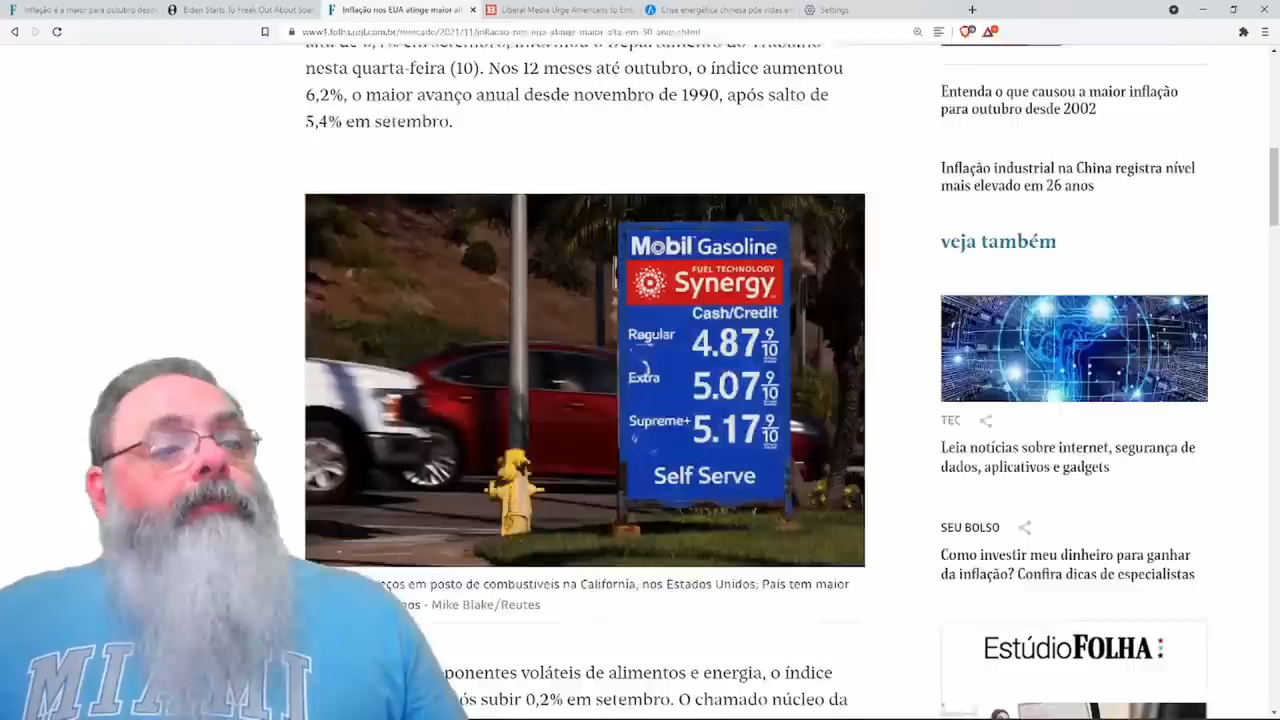 Inflação é a maior para outubro desde
Biden Starts To Freak Out About Soar
Inflação nos EUA atinge maior al
Liberal Media Urge Americans to Emb
Crise energética chinesa põe vidas em
Settings
www1.folha.uol.com.br/mercado/2021/11/inflacao-nos-eua-atinge-maior-alta-em-30-anos.html
nesta quarta-feira (10). Nos 12 meses até outubro, o índice aumentou
6,2%, o maior avanço anual desde novembro de 1990, após salto de
5,4% em setembro.
Mobil Gasoline
FUEL TECHNOLOGY
Synergy
Cash/Credit
Regular 4.87 9/10
Extra 5.07 9/10
Supreme+ 5.17 9/10
Self Serve
ços em posto de combustíveis na Califórnia, nos Estados Unidos; País tem maior
nos - Mike Blake/Reutes
ponentes voláteis de alimentos e energia, o índice
ós subir 0,2% em setembro. O chamado núcleo da
Entenda o que causou a maior inflação
para outubro desde 2002
Inflação industrial na China registra nível
mais elevado em 26 anos
veja também
TEC
Leia notícias sobre internet, segurança de
dados, aplicativos e gadgets
SEU BOLSO
Como investir meu dinheiro para ganhar
da inflação? Confira dicas de especialistas
EstúdioFOLHA:
MIAMI